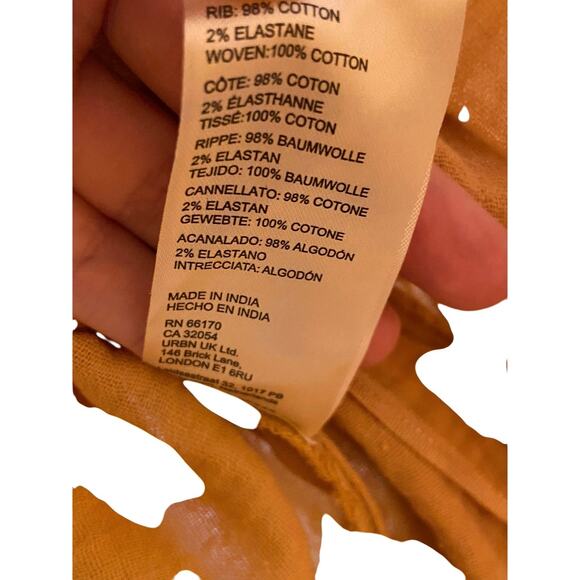 RIB: 98% COTTON
2% ELASTANE
WOVEN:100% COTTON
CÔTE: 98% COTON
2% ÉLASTHANNE
TISSÉ:100% COTON
RIPPE: 98% BAUMWOLLE
2% ELASTAN
TEJIDO: 100% BAUMWOLLE
CANNELLATO: 98% COTONE
2% ELASTAN
GEWEBTE: 100% COTONE
ACANALADO: 98% ALGODÓN
2% ELASTANO
INTRECCIATA: ALGODÓN
MADE IN INDIA
HECHO EN INDIA
RN 66170
CA 32054
URBN UK Ltd.
146 Brick Lane,
LONDON E1 6RU
32, 1017 PB